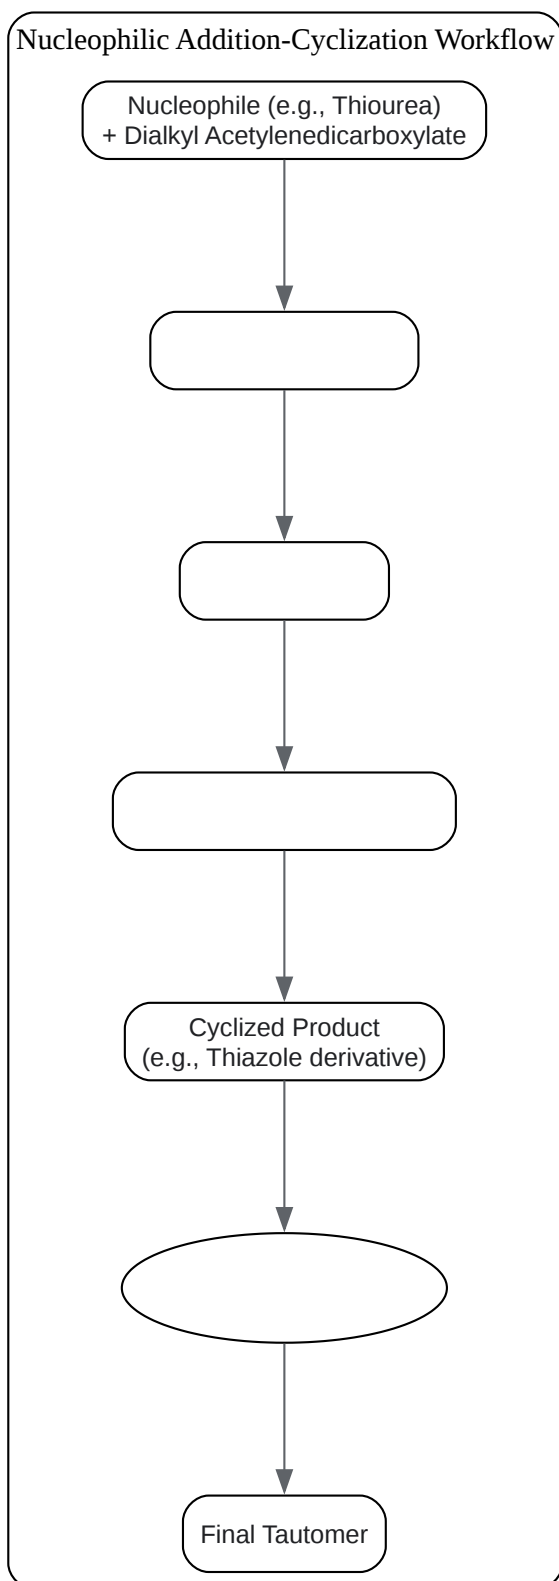 Nucleophilic Addition-Cyclization Workflow
Nucleophile (e.g., Thiourea)
+ Dialkyl Acetylenedicarboxylate
Cyclized Product
(e.g., Thiazole derivative)
Final Tautomer